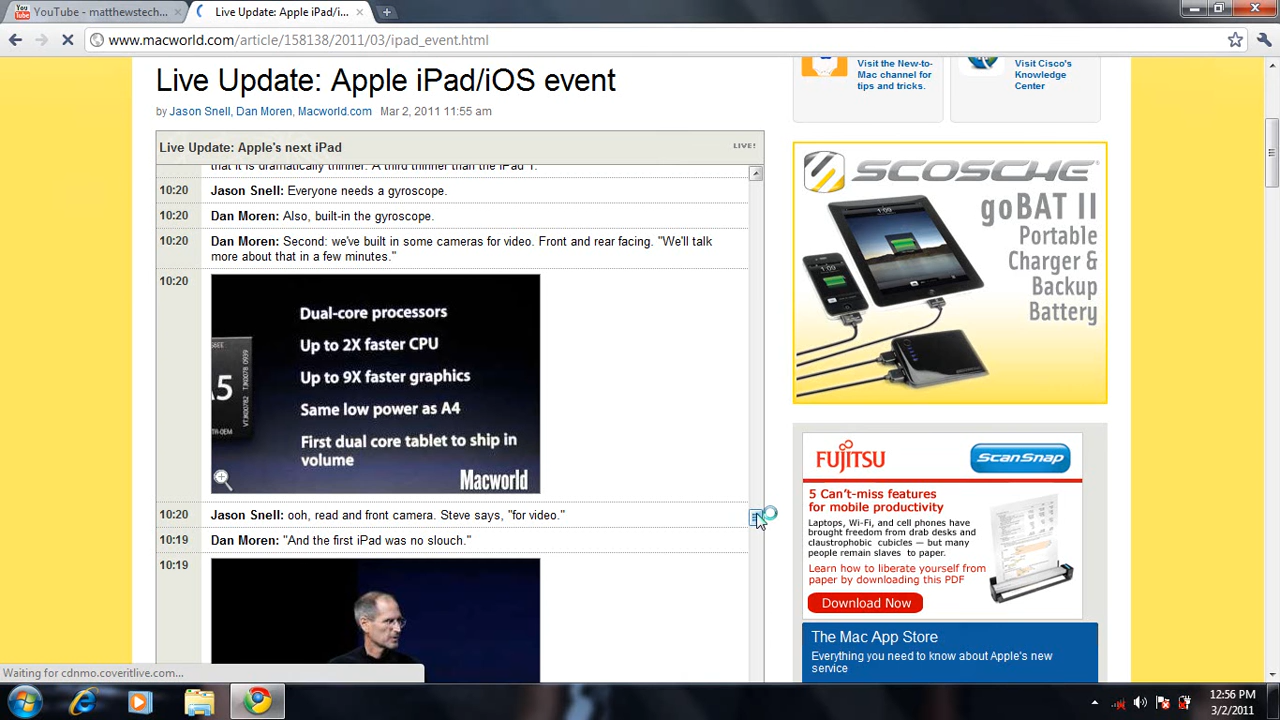 YouTube - matthewstech...
Live Update: Apple iPad/i...
www.macworld.com/article/158138/2011/03/ipad_event.html
Live Update: Apple iPad/iOS event
by Jason Snell, Dan Moren, Macworld.com Mar 2, 2011 11:55 am
Live Update: Apple's next iPad LIVE!
that it is dramatically thinner. A third thinner than the iPad 1.
10:20 Jason Snell: Everyone needs a gyroscope.
10:20 Dan Moren: Also, built-in the gyroscope.
10:20 Dan Moren: Second: we've built in some cameras for video. Front and rear facing. "We'll talk
more about that in a few minutes."
10:20
Dual-core processors
Up to 2X faster CPU
Up to 9X faster graphics
Same low power as A4
First dual core tablet to ship in
volume
Macworld
10:20 Jason Snell: ooh, read and front camera. Steve says, "for video."
10:19 Dan Moren: "And the first iPad was no slouch."
10:19
Visit the New-to-
Mac channel for
tips and tricks.
Visit Cisco's
Knowledge
Center
SCOSCHE
goBAT II
Portable
Charger &
Backup
Battery
FUJITSU
ScanSnap
5 Can't-miss features
for mobile productivity
Laptops, Wi-Fi, and cell phones have
brought freedom from drab desks and
claustrophobic cubicles — but many
people remain slaves to paper.
Learn how to liberate yourself from
paper by downloading this PDF
Download Now
The Mac App Store
Everything you need to know about Apple's new
service
Waiting for cdnmo.coveritlive.com...
12:56 PM
3/2/2011